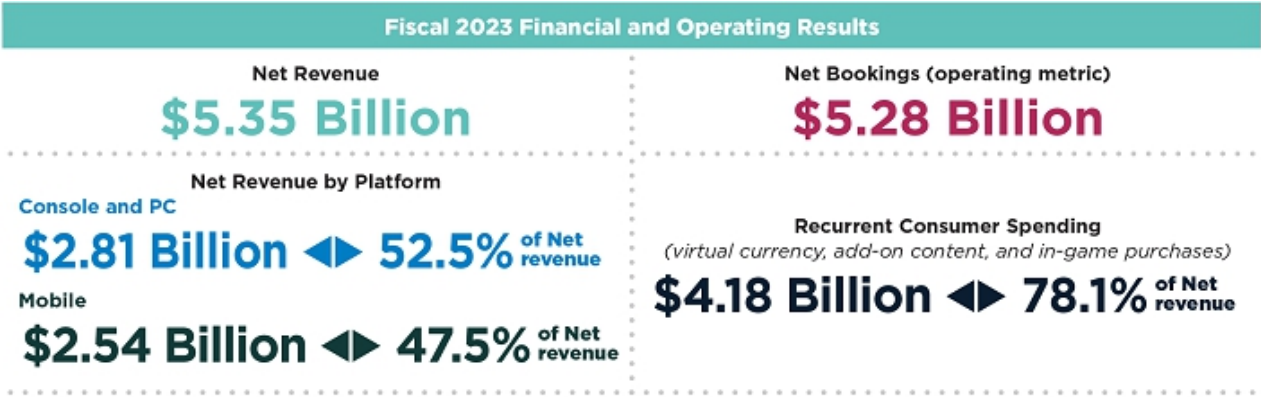 Fiscal 2023 Financial and Operating Results
Net Revenue
$5.35 Billion
Net Bookings (operating metric)
$5.28 Billion
Net Revenue by Platform
Console and PC
$2.81 Billion ◀▶ 52.5% of Net
revenue
Mobile
$2.54 Billion ◀▶ 47.5% of Net
revenue
Recurrent Consumer Spending
(virtual currency, add-on content, and in-game purchases)
$4.18 Billion ◀▶ 78.1% of Net
revenue